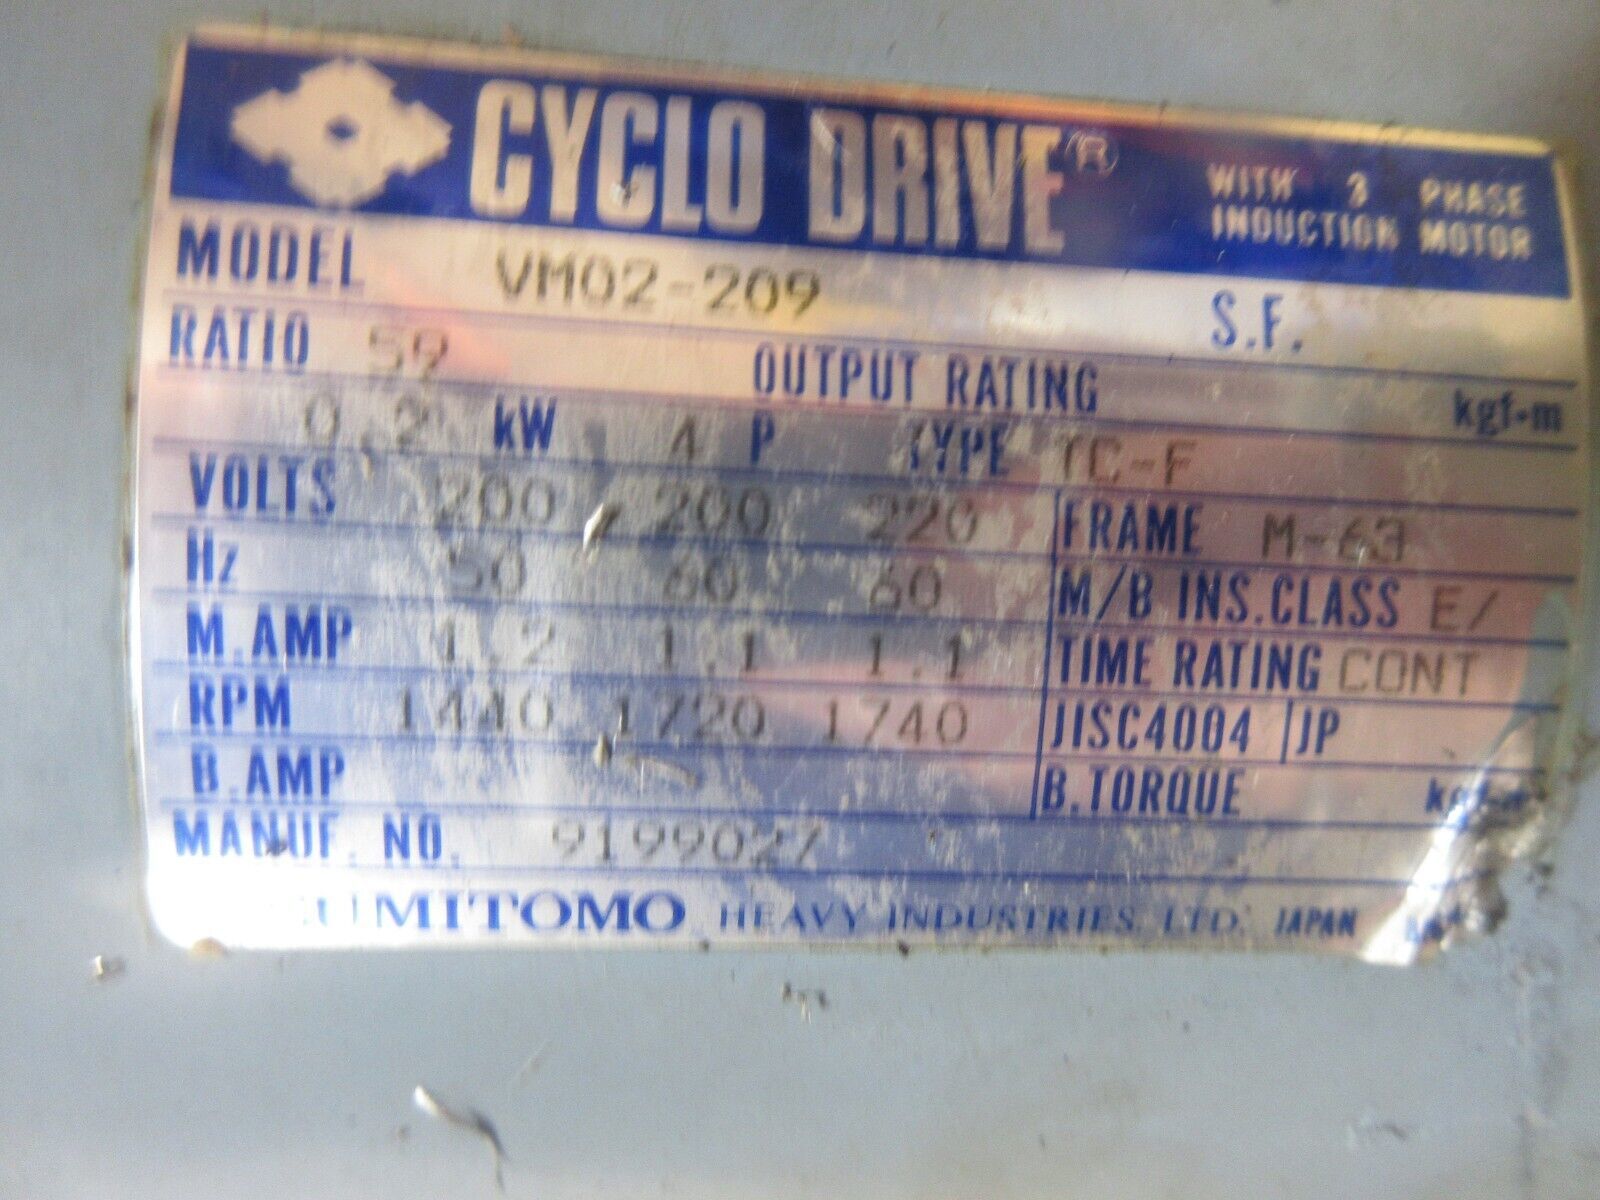 CYCLO DRIVE® WITH 3 PHASE INDUCTION MOTOR
MODEL VM02-209 S.F.
RATIO 59 OUTPUT RATING kgf-m
0.2 kW 4 P TYPE TC-F
VOLTS 200 200 220 FRAME M-63
Hz 50 60 60 M/B INS.CLASS E/
M.AMP 1.2 1.1 1.1 TIME RATING CONT
RPM 1440 1720 1740 JISC4004 JP
B.AMP B.TORQUE kgf-m
MANUF. NO. 9199027
SUMITOMO HEAVY INDUSTRIES, LTD. JAPAN